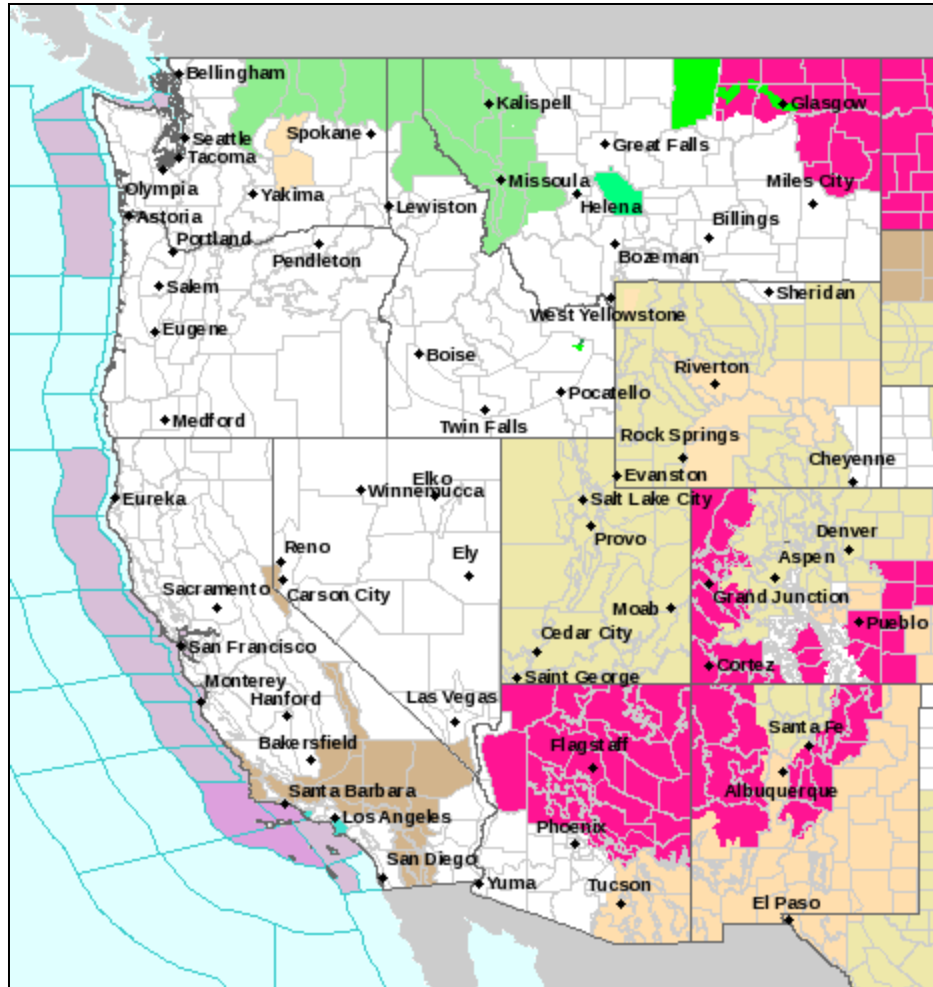 Bellingham
Kalispell
Glasgow
Seattle
Spokane
Great Falls
Tacoma
Olympia
Missoula
Miles City
Yakima
Lewiston
Helena
Astoria
Billings
Portland
Pendleton
Bozeman
Salem
Sheridan
West Yellowstone
Eugene
Boise
Riverton
Pocatello
Medford
Twin Falls
Rock Springs
Cheyenne
Elko
Evanston
Winnemucca
Eureka
Salt Lake City
Denver
Provo
Reno
Ely
Aspen
Sacramento
Carson City
Grand Junction
Moab
Pueblo
Cedar City
San Francisco
Cortez
Saint George
Monterey
Hanford
Las Vegas
Santa Fe
Bakersfield
Flagstaff
Santa Barbara
Albuquerque
Los Angeles
Phoenix
San Diego
Yuma
Tucson
El Paso